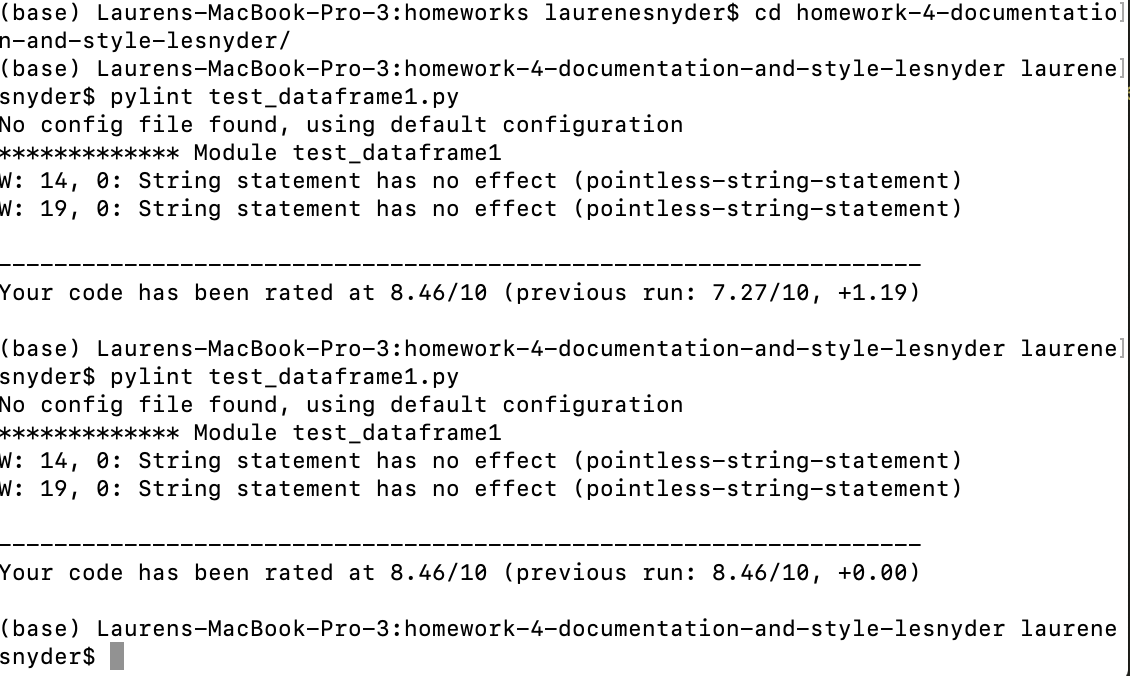 (base) Laurens-MacBook-Pro-3:homeworks laurenesnyder$ cd homework-4-documentatio]
n-and-style-lesnyder/
(base) Laurens-MacBook-Pro-3:homework-4-documentation-and-style-lesnyder laurene]
snyder$ pylint test_dataframe1.py
No config file found, using default configuration
************* Module test_dataframe1
W: 14, 0: String statement has no effect (pointless-string-statement)
W: 19, 0: String statement has no effect (pointless-string-statement)
------------------------------------------------------------------
Your code has been rated at 8.46/10 (previous run: 7.27/10, +1.19)
(base) Laurens-MacBook-Pro-3:homework-4-documentation-and-style-lesnyder laurene]
snyder$ pylint test_dataframe1.py
No config file found, using default configuration
************* Module test_dataframe1
W: 14, 0: String statement has no effect (pointless-string-statement)
W: 19, 0: String statement has no effect (pointless-string-statement)
------------------------------------------------------------------
Your code has been rated at 8.46/10 (previous run: 8.46/10, +0.00)
(base) Laurens-MacBook-Pro-3:homework-4-documentation-and-style-lesnyder laurene
snyder$